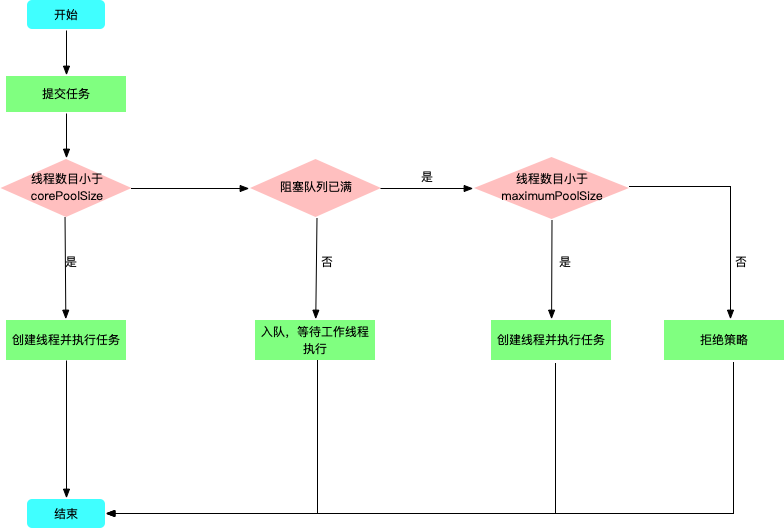 开始
提交任务
线程数目小于
corePoolSize
阻塞队列已满
是
线程数目小于
maximumPoolSize
是
否
是
否
创建线程并执行任务
入队，等待工作线程
执行
创建线程并执行任务
拒绝策略
结束